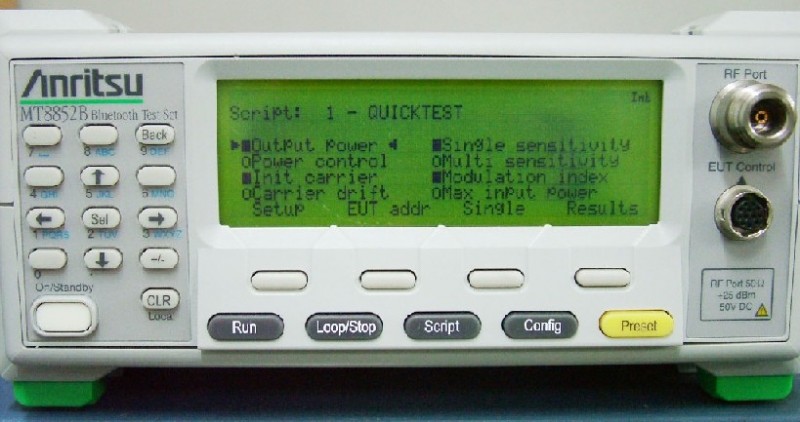 Anritsu
MT8852B Bluetooth Test Set
Back
7
8 ABC
9 DEF
4 GHI
5 JKL
6 MNO
Sel
1 PQRS
2 TUV
3 WXYZ
0
+/-
On/Standby
CLR
Local
Int
Script: 1 - QUICKTEST
Output power
Single sensitivity
Power control
Multi sensitivity
Init carrier
Modulation index
Carrier drift
Max input power
Setup EUT addr Single Results
Run
Loop/Stop
Script
Config
Preset
RF Port
EUT Control
RF Port 50Ω
+25 dBm
50V DC